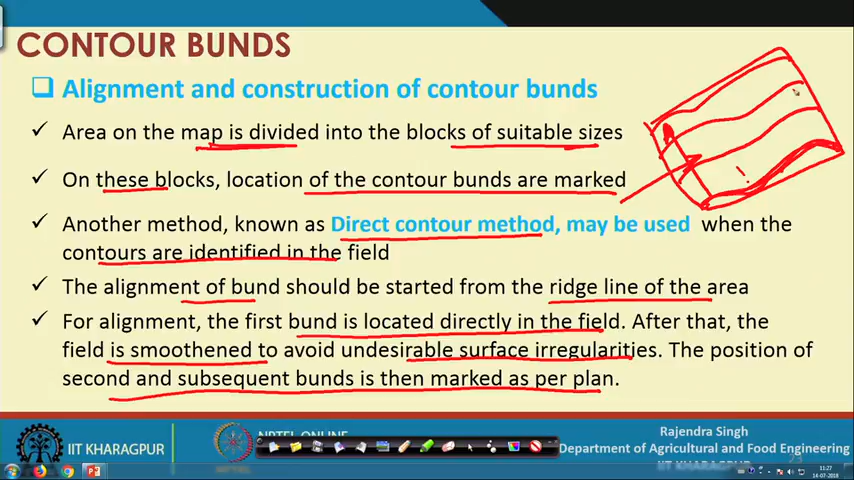 CONTOUR BUNDS
Alignment and construction of contour bunds
Area on the map is divided into the blocks of suitable sizes
On these blocks, location of the contour bunds are marked
Another method, known as Direct contour method, may be used when the
contours are identified in the field
The alignment of bund should be started from the ridge line of the area
For alignment, the first bund is located directly in the field. After that, the
field is smoothened to avoid undesirable surface irregularities. The position of
second and subsequent bunds is then marked as per plan.
IIT KHARAGPUR
NPTEL ONLINE
Rajendra Singh
Department of Agricultural and Food Engineering
IIT KHARAGPUR
11:27
14-07-2018